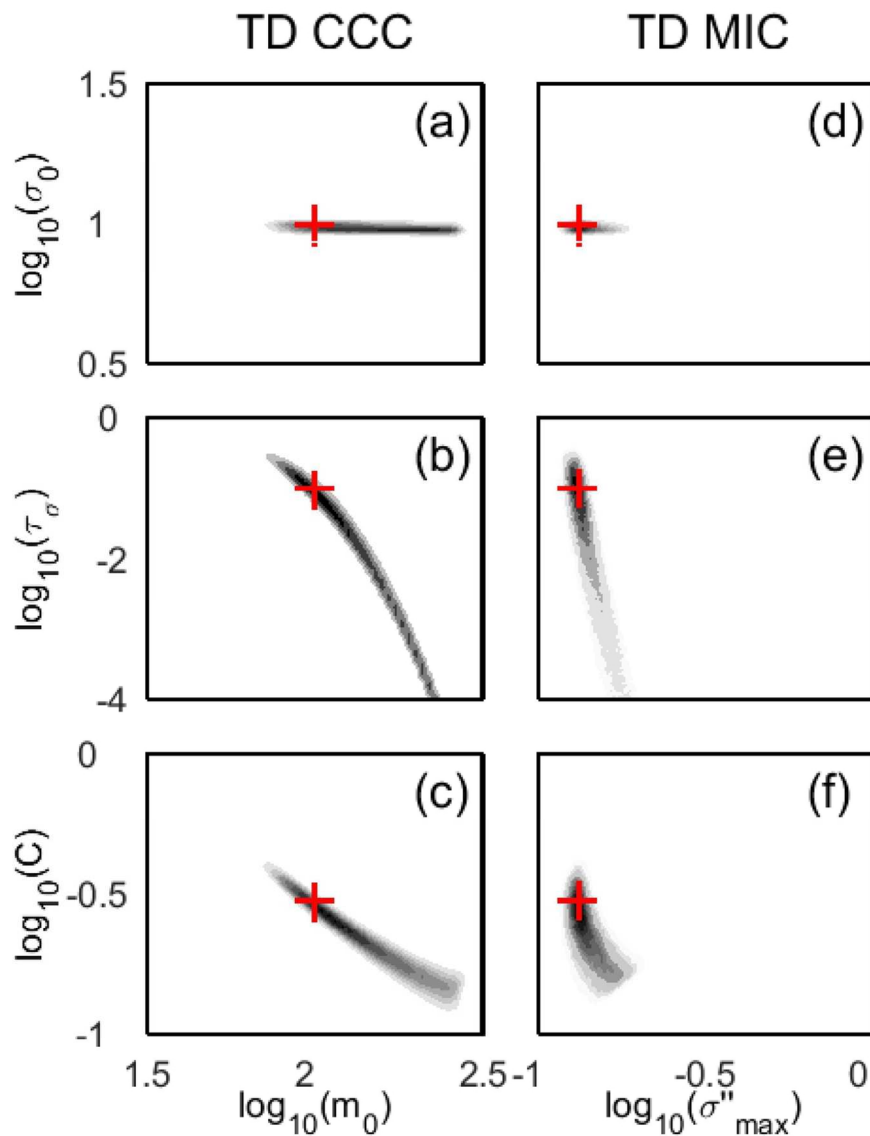 TD CCC TD MIC
1.5
(a) (d)
log10(σ0)
1
0.5
0
(b) (e)
log10(τσ)
-2
-4
0
(c) (f)
log10(C)
-0.5
-1
1.5 2 2.5 -1 -0.5 0
log10(m0) log10(σ''max)